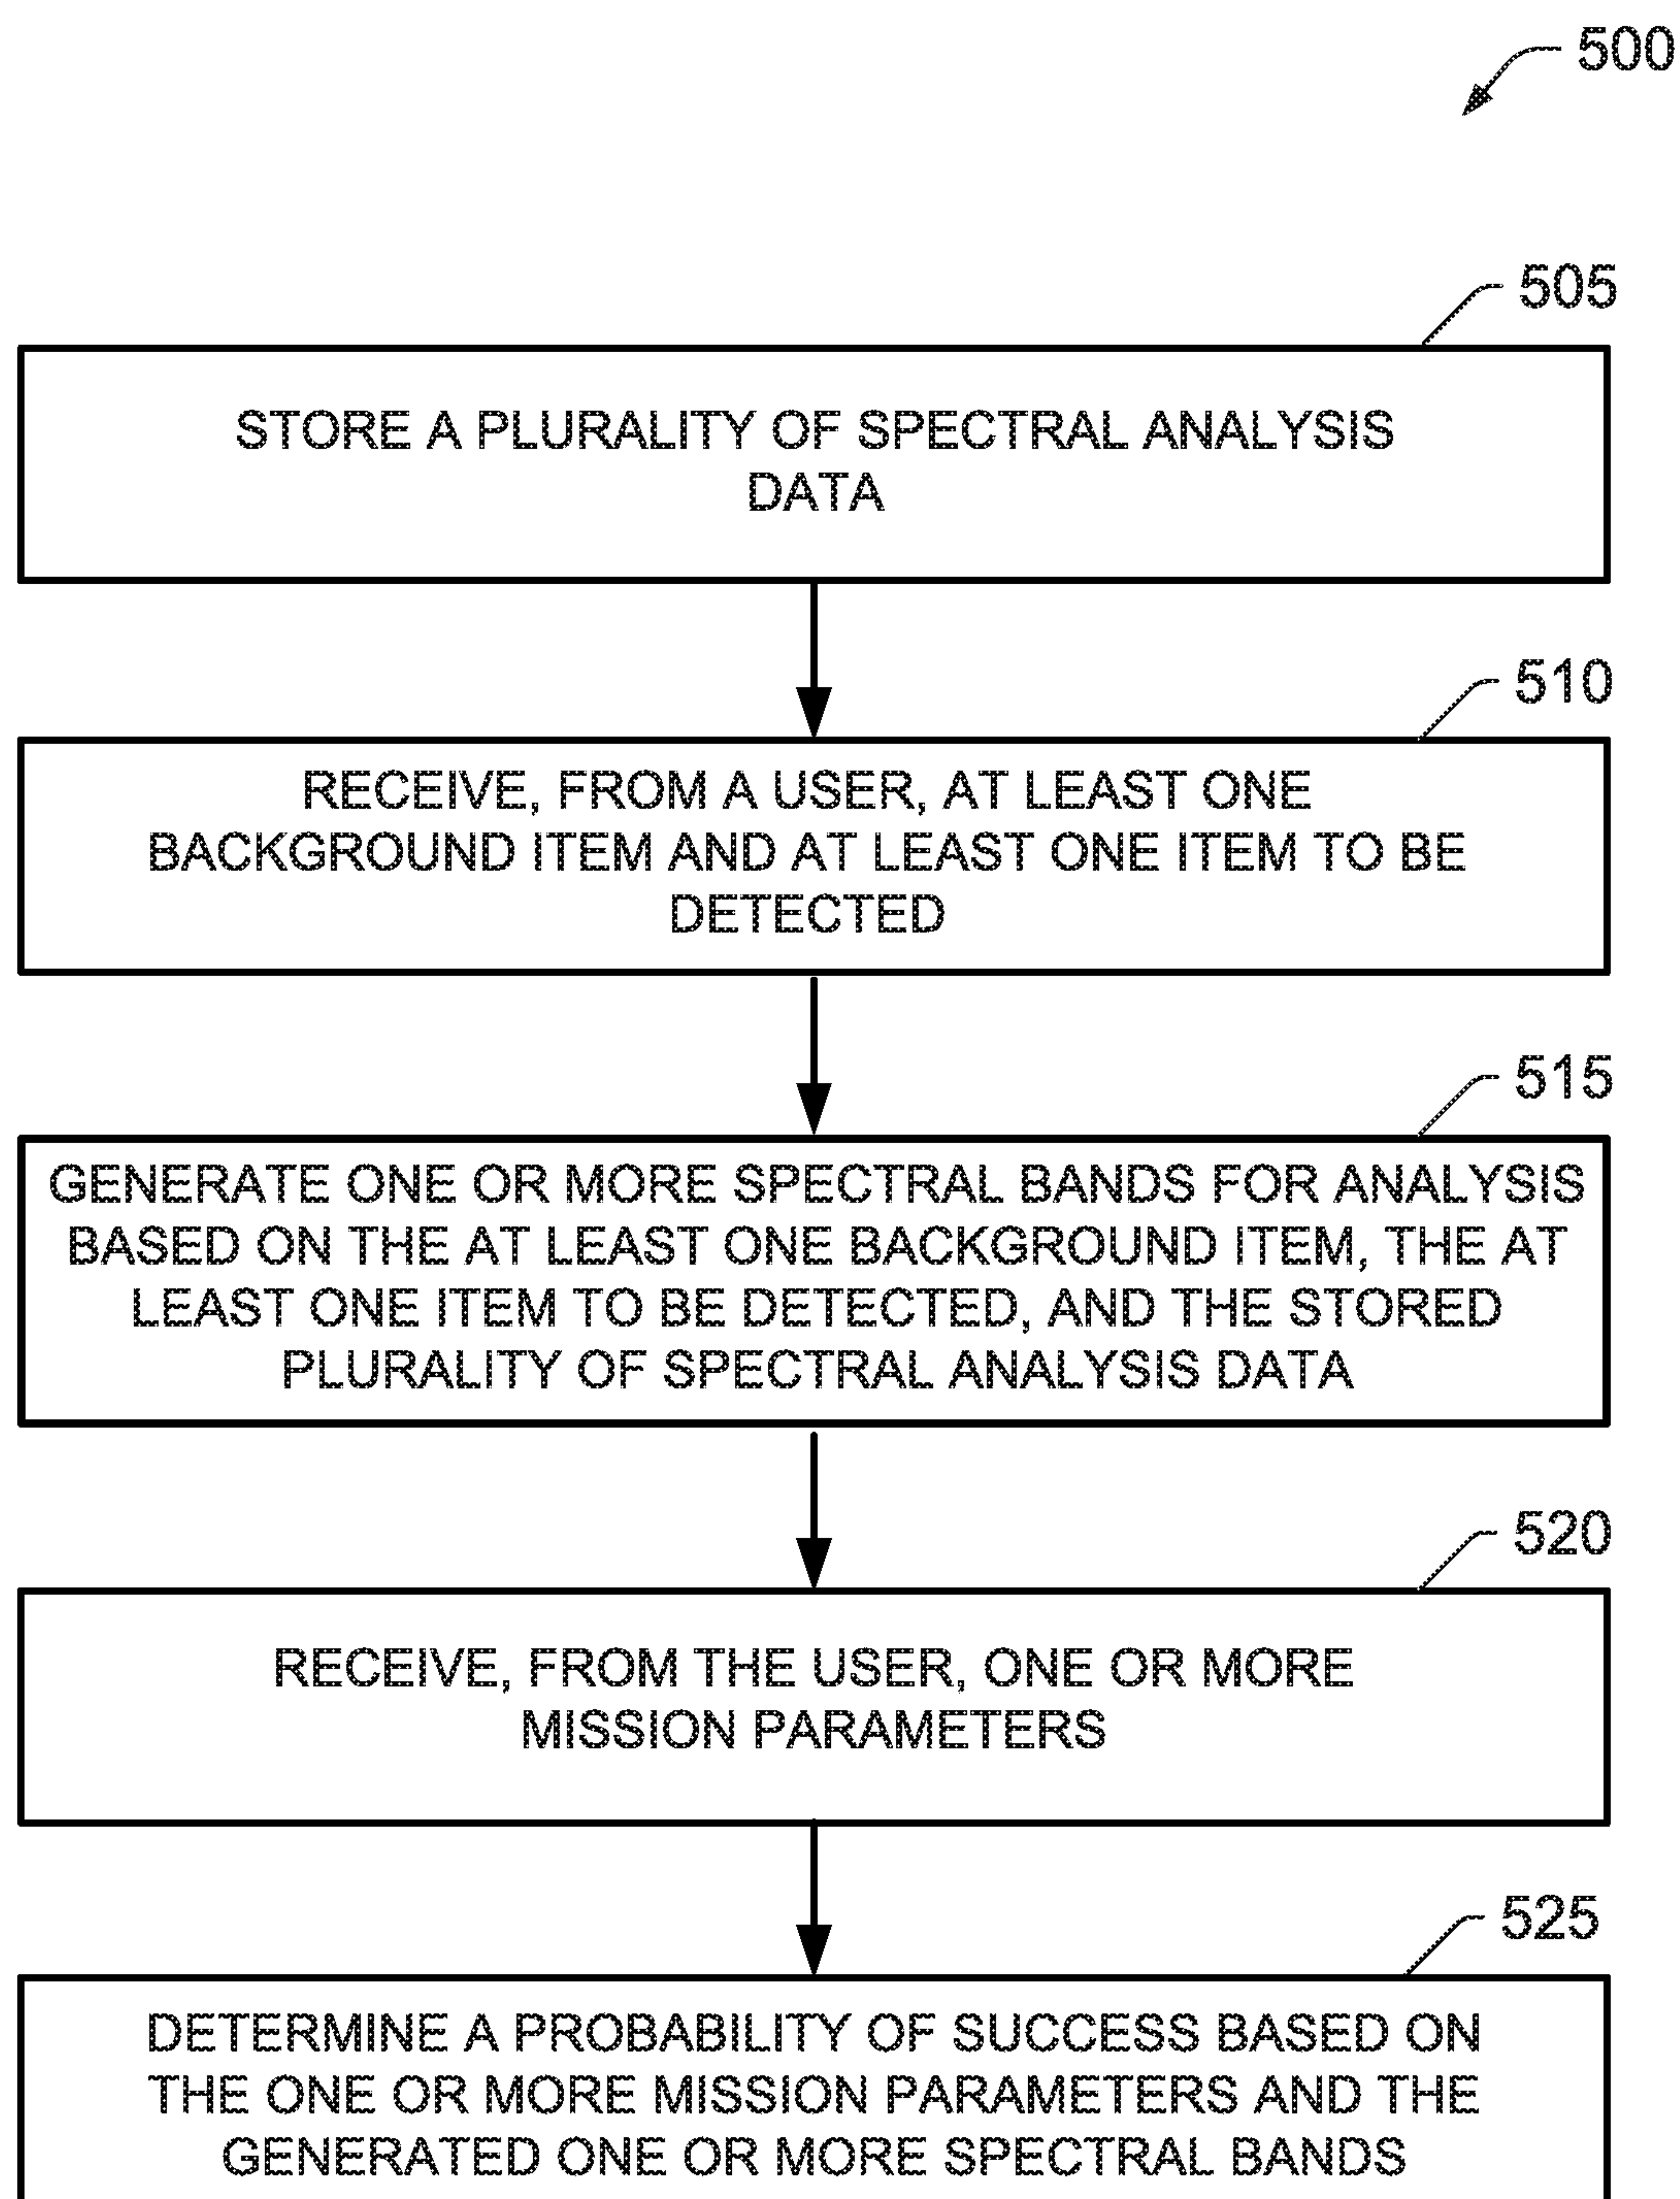 500
505
STORE A PLURALITY OF SPECTRAL ANALYSIS
DATA
510
RECEIVE, FROM A USER, AT LEAST ONE
BACKGROUND ITEM AND AT LEAST ONE ITEM TO BE
DETECTED
515
GENERATE ONE OR MORE SPECTRAL BANDS FOR ANALYSIS
BASED ON THE AT LEAST ONE BACKGROUND ITEM, THE AT
LEAST ONE ITEM TO BE DETECTED, AND THE STORED
PLURALITY OF SPECTRAL ANALYSIS DATA
520
RECEIVE, FROM THE USER, ONE OR MORE
MISSION PARAMETERS
525
DETERMINE A PROBABILITY OF SUCCESS BASED ON
THE ONE OR MORE MISSION PARAMETERS AND THE
GENERATED ONE OR MORE SPECTRAL BANDS